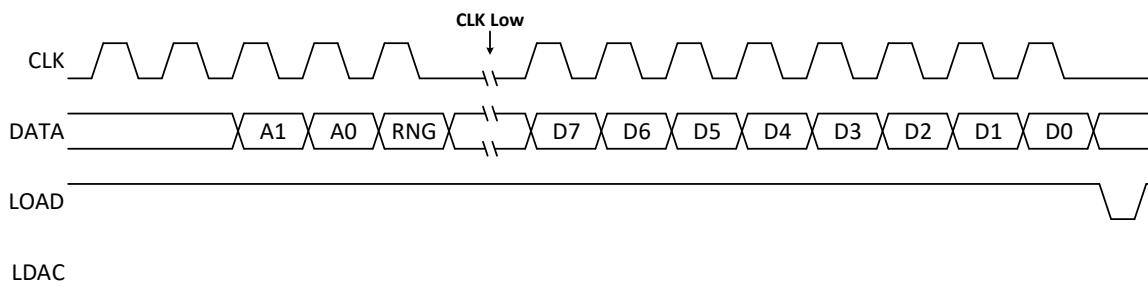 CLK Low
CLK
DATA A1 A0 RNG D7 D6 D5 D4 D3 D2 D1 D0
LOAD
LDAC